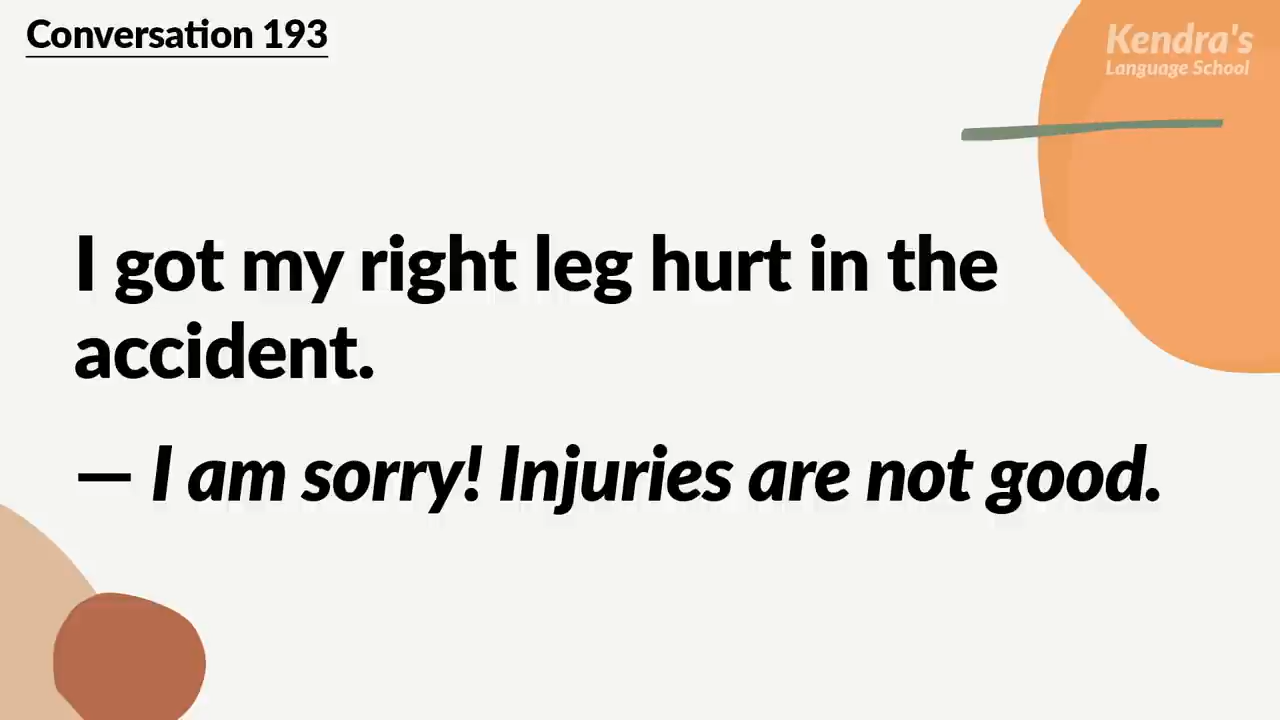 Conversation 193
Kendra's
Language School
I got my right leg hurt in the
accident.
— I am sorry! Injuries are not good.